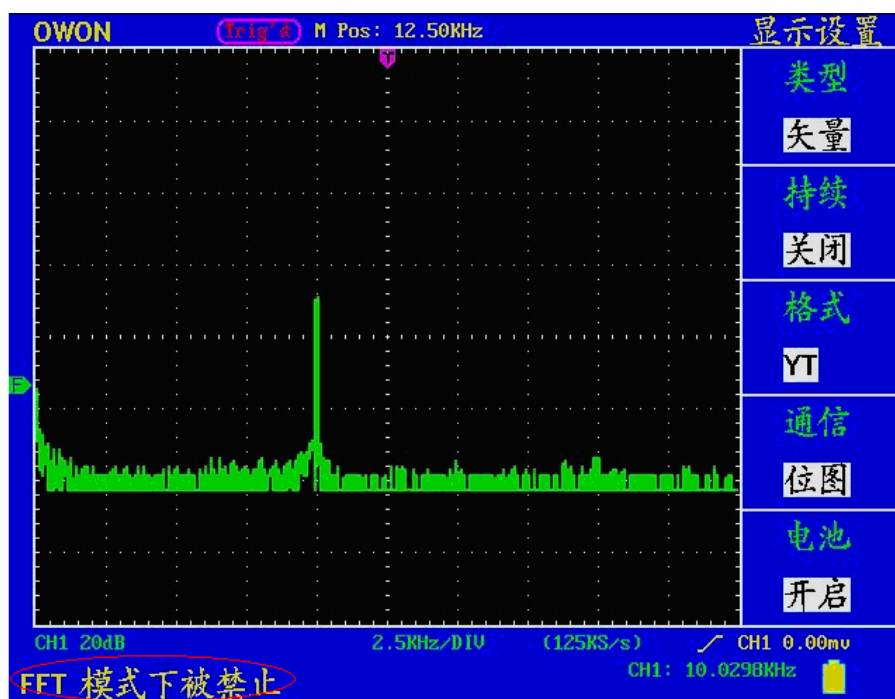 OWON Trig'd M Pos: 12.50KHz 显示设置
T
类型
矢量
持续
关闭
格式
YT
F
通信
位图
电池
开启
CH1 20dB 2.5KHz/DIV (125KS/s) CH1 0.00mv
FFT 模式下被禁止 CH1: 10.0298KHz